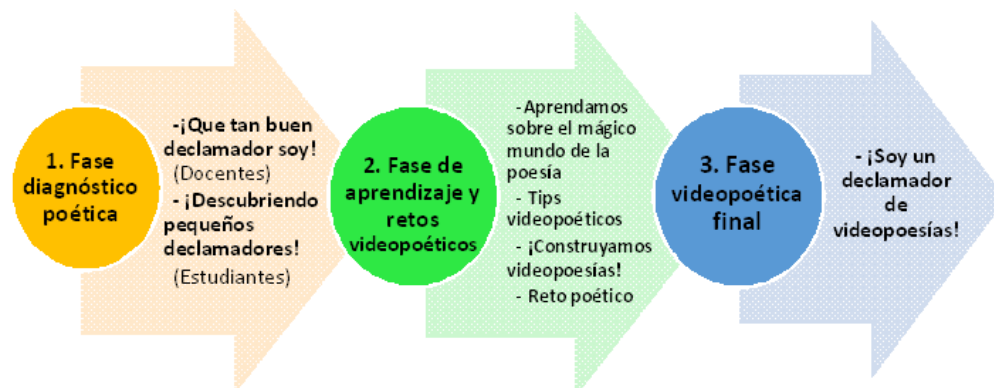 1. Fase
diagnóstico
poética
-¡Que tan buen
declamador soy!
(Docentes)
- ¡Descubriendo
pequeños
declamadores!
(Estudiantes)
2. Fase de
aprendizaje y
retos
videopoéticos
- Aprendamos
sobre el mágico
mundo de la
poesía
- Tips
videopoéticos
- ¡Construyamos
videopoesías!
- Reto poético
3. Fase
videopoética
final
- ¡Soy un
declamador
de
videopoesías!